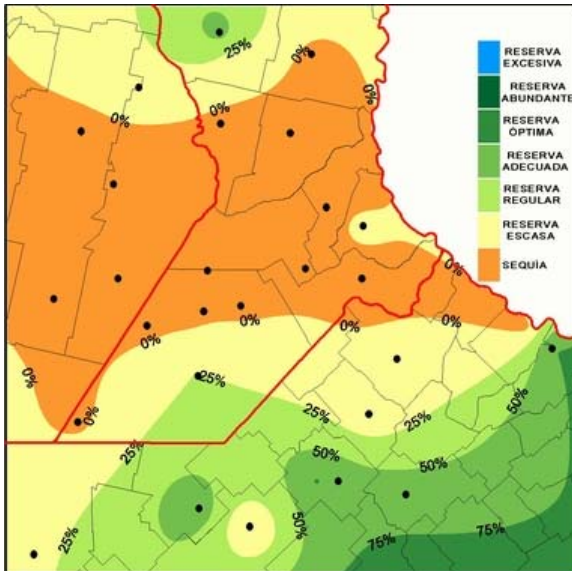 25%
0%
0%
0%
0%
RESERVA
EXCESIVA
RESERVA
ABUNDANTE
RESERVA
ÓPTIMA
RESERVA
ADECUADA
RESERVA
REGULAR
RESERVA
ESCASA
SEQUÍA
0%
0%
0%
0%
0%
0%
0%
25%
25%
25%
50%
25%
50%
50%
25%
50%
75%
75%